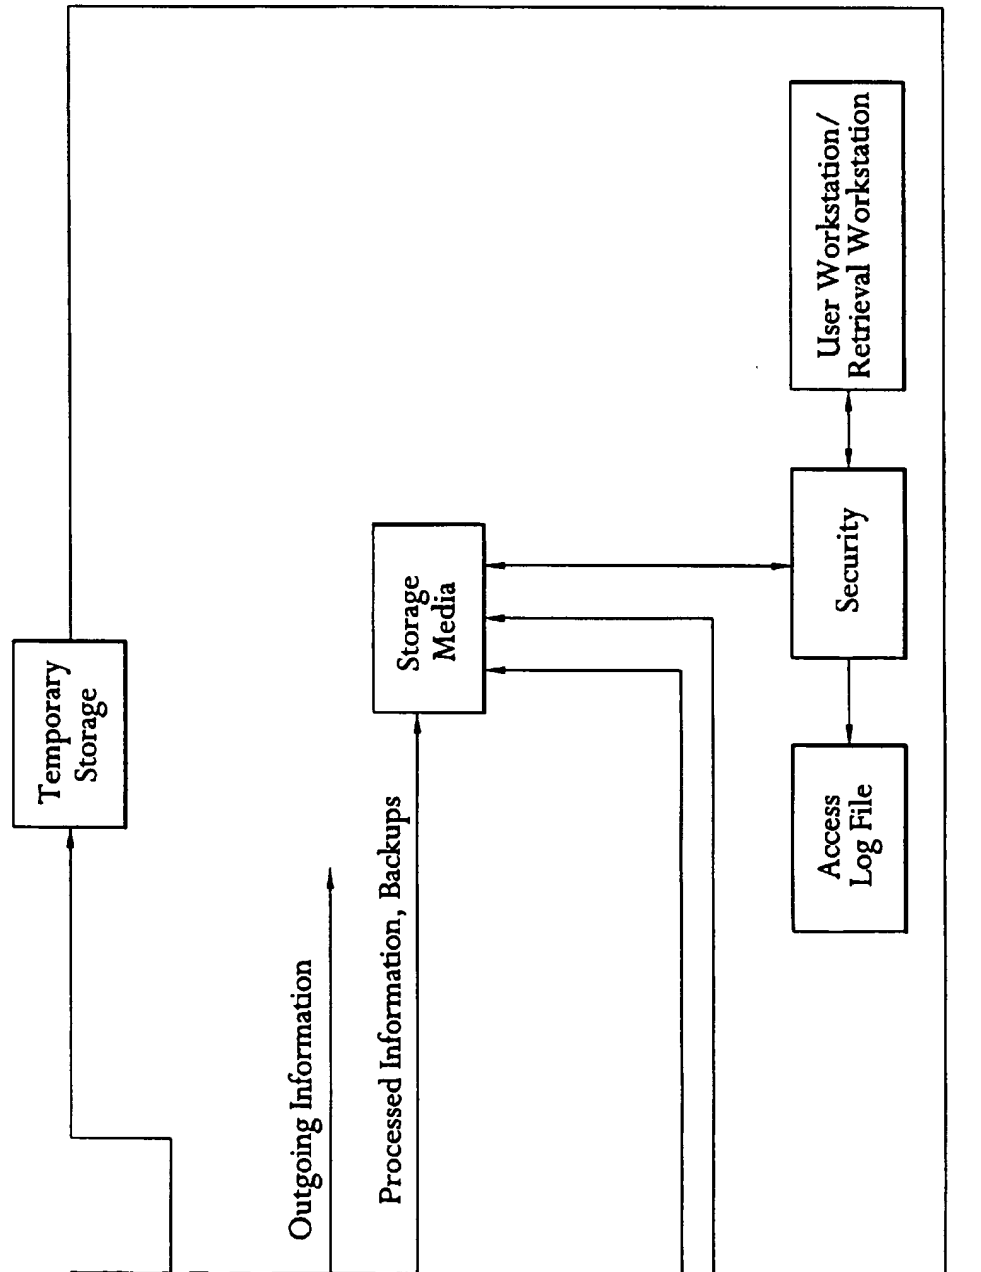 Temporary
Storage
Outgoing Information
Processed Information, Backups
Storage
Media
User Workstation/
Retrieval Workstation
Security
Access
Log File